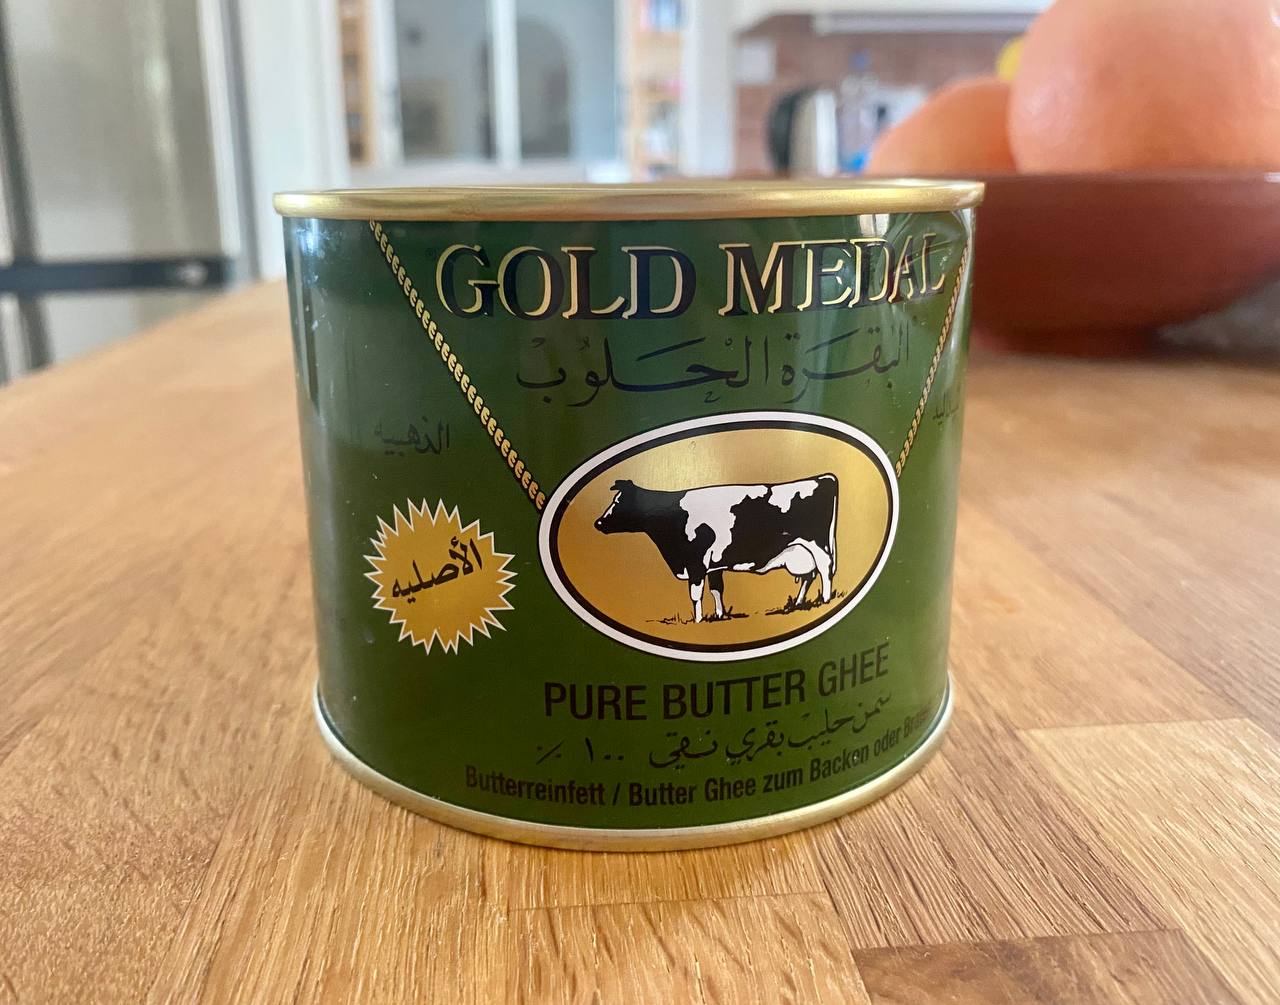 GOLD MEDAL
البقرة الحلوب
الذهبيه
الأصليه
PURE BUTTER GHEE
سمن حليب بقري نقي ١٠٠ ٪
Butterreinfett / Butter Ghee zum Backen oder